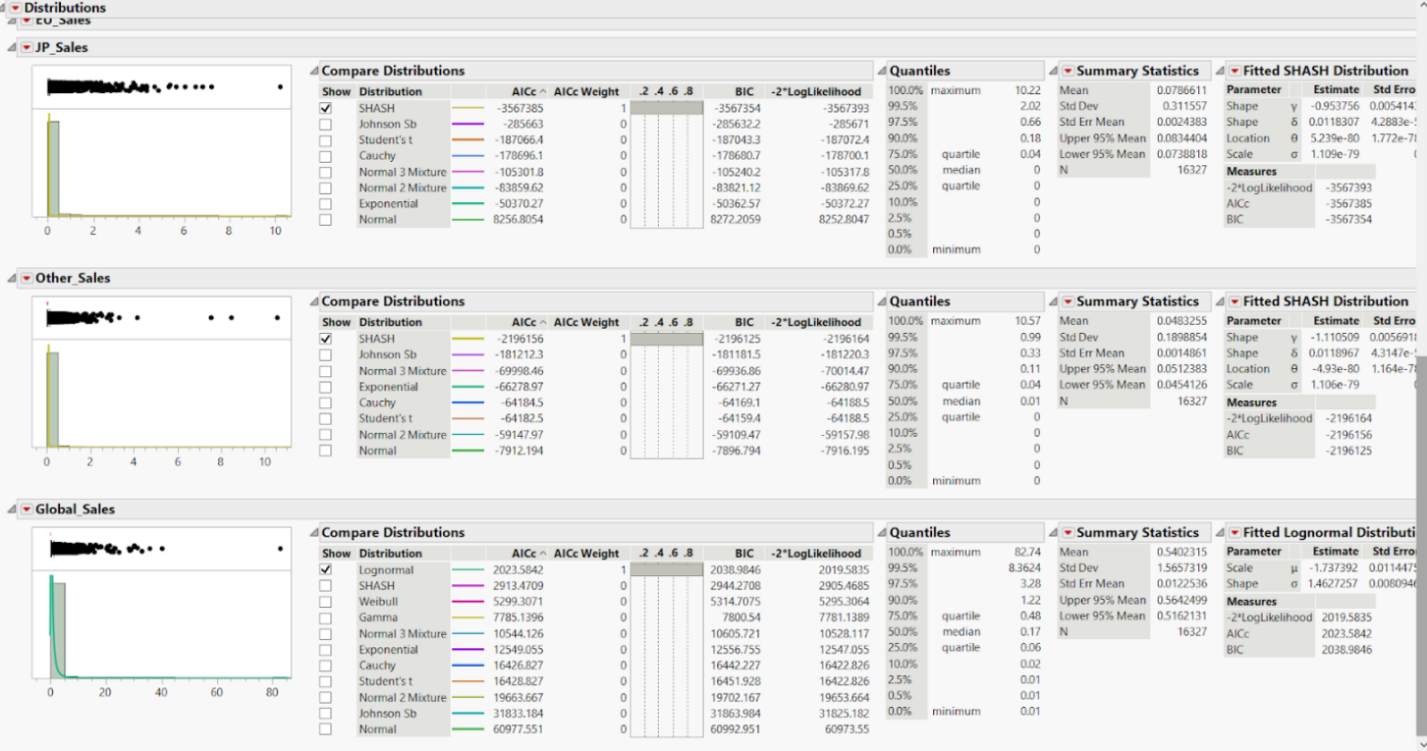 Distributions
EU_Sales
JP_Sales
Compare Distributions
Show Distribution AICc AICc Weight .2 .4 .6 .8 BIC -2*LogLikelihood
SHASH -3567385 1 -3567354 -3567393
Johnson Sb -285663 0 -285632.2 -285671
Student's t -187066.4 0 -187043.3 -187072.4
Cauchy -178696.1 0 -178680.7 -178700.1
Normal 3 Mixture -105301.8 0 -105240.2 -105317.8
Normal 2 Mixture -83859.62 0 -83821.12 -83869.62
Exponential -50370.27 0 -50362.57 -50372.27
Normal 8256.8054 0 8272.2059 8252.8047
0 2 4 6 8 10
Quantiles
100.0% maximum 10.22
99.5% 2.02
97.5% 0.66
90.0% 0.18
75.0% quartile 0.04
50.0% median 0
25.0% quartile 0
10.0% 0
2.5% 0
0.5% 0
0.0% minimum 0
Summary Statistics
Mean 0.0786611
Std Dev 0.311557
Std Err Mean 0.0024383
Upper 95% Mean 0.0834404
Lower 95% Mean 0.0738818
N 16327
Fitted SHASH Distribution
Parameter Estimate Std Erro
Shape γ -0.953756 0.005414
Shape δ 0.0118307 4.2883e-
Location θ 5.239e-80 1.772e-78
Scale σ 1.109e-79
Measures
-2*LogLikelihood -3567393
AICc -3567385
BIC -3567354
Other_Sales
Compare Distributions
Show Distribution AICc AICc Weight .2 .4 .6 .8 BIC -2*LogLikelihood
SHASH -2196156 1 -2196125 -2196164
Johnson Sb -181212.3 0 -181181.5 -181220.3
Normal 3 Mixture -69998.46 0 -69936.86 -70014.47
Exponential -66278.97 0 -66271.27 -66280.97
Cauchy -64184.5 0 -64169.1 -64188.5
Student's t -64182.5 0 -64159.4 -64188.5
Normal 2 Mixture -59147.97 0 -59109.47 -59157.98
Normal -7912.194 0 -7896.794 -7916.195
0 2 4 6 8 10
Quantiles
100.0% maximum 10.57
99.5% 0.99
97.5% 0.33
90.0% 0.11
75.0% quartile 0.04
50.0% median 0.01
25.0% quartile 0
10.0% 0
2.5% 0
0.5% 0
0.0% minimum 0
Summary Statistics
Mean 0.0483255
Std Dev 0.1898854
Std Err Mean 0.0014861
Upper 95% Mean 0.0512383
Lower 95% Mean 0.0454126
N 16327
Fitted SHASH Distribution
Parameter Estimate Std Erro
Shape γ -1.110509 0.005691
Shape δ 0.0118967 4.3147e-
Location θ -4.93e-80 1.164e-78
Scale σ 1.106e-79
Measures
-2*LogLikelihood -2196164
AICc -2196156
BIC -2196125
Global_Sales
Compare Distributions
Show Distribution AICc AICc Weight .2 .4 .6 .8 BIC -2*LogLikelihood
Lognormal 2023.5842 1 2038.9846 2019.5835
SHASH 2913.4709 0 2944.2708 2905.4685
Weibull 5299.3071 0 5314.7075 5295.3064
Gamma 7785.1396 0 7800.54 7781.1389
Normal 3 Mixture 10544.126 0 10605.721 10528.117
Exponential 12549.055 0 12556.755 12547.055
Cauchy 16426.827 0 16442.227 16422.826
Student's t 16428.827 0 16451.928 16422.826
Normal 2 Mixture 19663.667 0 19702.167 19653.664
Johnson Sb 31833.184 0 31863.984 31825.182
Normal 60977.551 0 60992.951 60973.55
0 20 40 60 80
Quantiles
100.0% maximum 82.74
99.5% 8.3624
97.5% 3.28
90.0% 1.22
75.0% quartile 0.48
50.0% median 0.17
25.0% quartile 0.06
10.0% 0.02
2.5% 0.01
0.5% 0.01
0.0% minimum 0.01
Summary Statistics
Mean 0.5402315
Std Dev 1.5657319
Std Err Mean 0.0122536
Upper 95% Mean 0.5642499
Lower 95% Mean 0.5162131
N 16327
Fitted Lognormal Distributi
Parameter Estimate Std Erro
Scale μ -1.737392 0.011447
Shape σ 1.4627257 0.0080946
Measures
-2*LogLikelihood 2019.5835
AICc 2023.5842
BIC 2038.9846